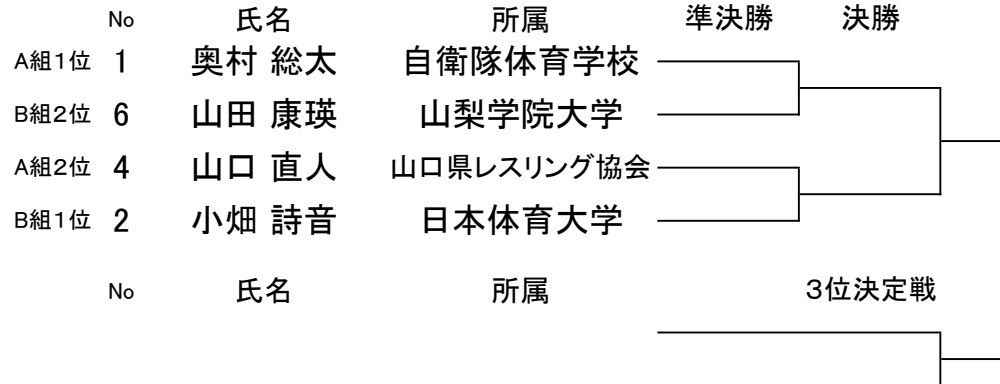 No 氏名 所属 準決勝 決勝
A組1位 1 奥村 総太 自衛隊体育学校
B組2位 6 山田 康瑛 山梨学院大学
A組2位 4 山口 直人 山口県レスリング協会
B組1位 2 小畑 詩音 日本体育大学
No 氏名 所属 3位決定戦